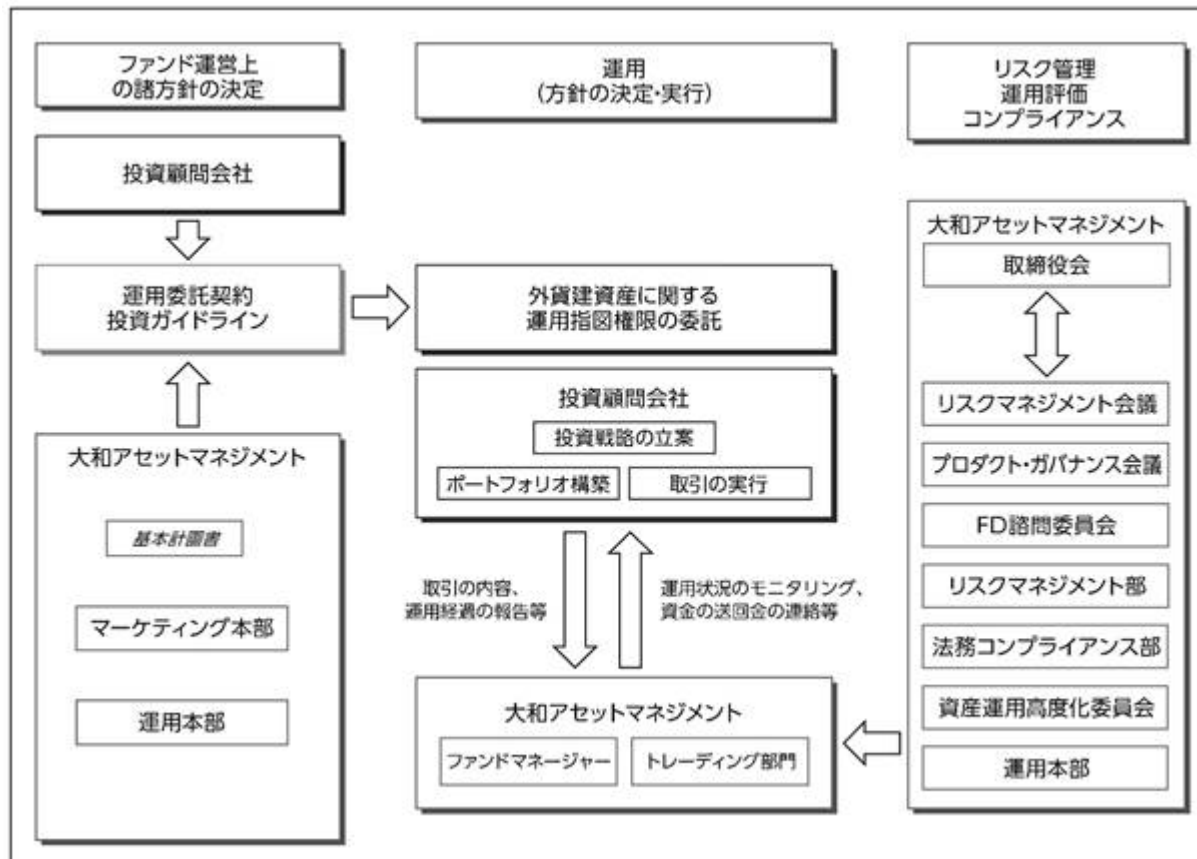 ファンド運営上
の諸方針の決定
投資顧問会社
運用委託契約
投資ガイドライン
大和アセットマネジメント
基本計画書
マーケティング本部
運用本部
運用
(方針の決定・実行)
外貨建資産に関する
運用指図権限の委託
投資顧問会社
投資戦略の立案
ポートフォリオ構築
取引の実行
取引の内容、
運用経過の報告等
運用状況のモニタリング、
資金の送回金の連絡等
大和アセットマネジメント
ファンドマネージャー
トレーディング部門
リスク管理
運用評価
コンプライアンス
大和アセットマネジメント
取締役会
リスクマネジメント会議
プロダクト・ガバナンス会議
FD諮問委員会
リスクマネジメント部
法務コンプライアンス部
資産運用高度化委員会
運用本部